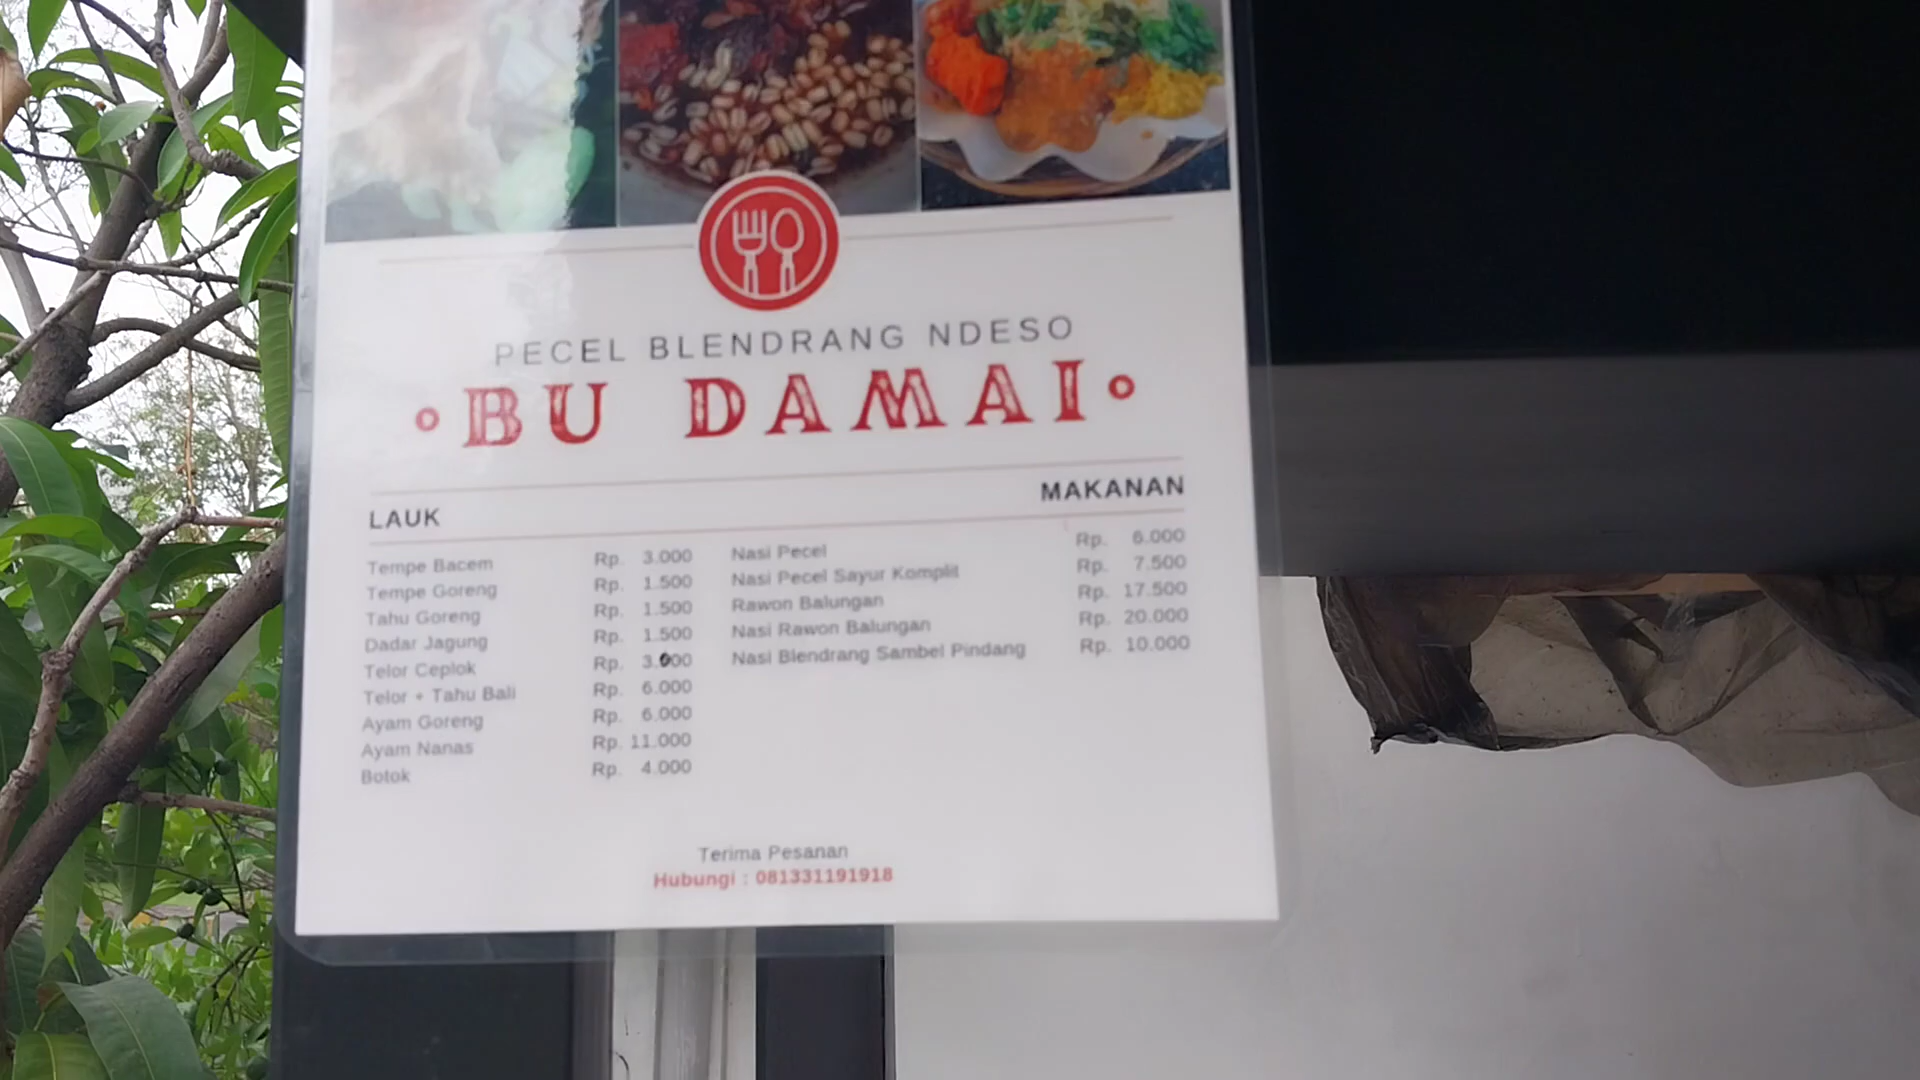 PECEL BLENDRANG NDESO
BU DAMAI
LAUK MAKANAN
Tempe Bacem Rp. 3.000 Nasi Pecel Rp. 6.000
Tempe Goreng Rp. 1.500 Nasi Pecel Sayur Komplit Rp. 7.500
Tahu Goreng Rp. 1.500 Rawon Balungan Rp. 17.500
Dadar Jagung Rp. 1.500 Nasi Rawon Balungan Rp. 20.000
Telor Ceplok Rp. 3.000 Nasi Blendrang Sambel Pindang Rp. 10.000
Telor + Tahu Bali Rp. 6.000
Ayam Goreng Rp. 6.000
Ayam Nanas Rp. 11.000
Botok Rp. 4.000
Terima Pesanan
Hubungi : 081331191918